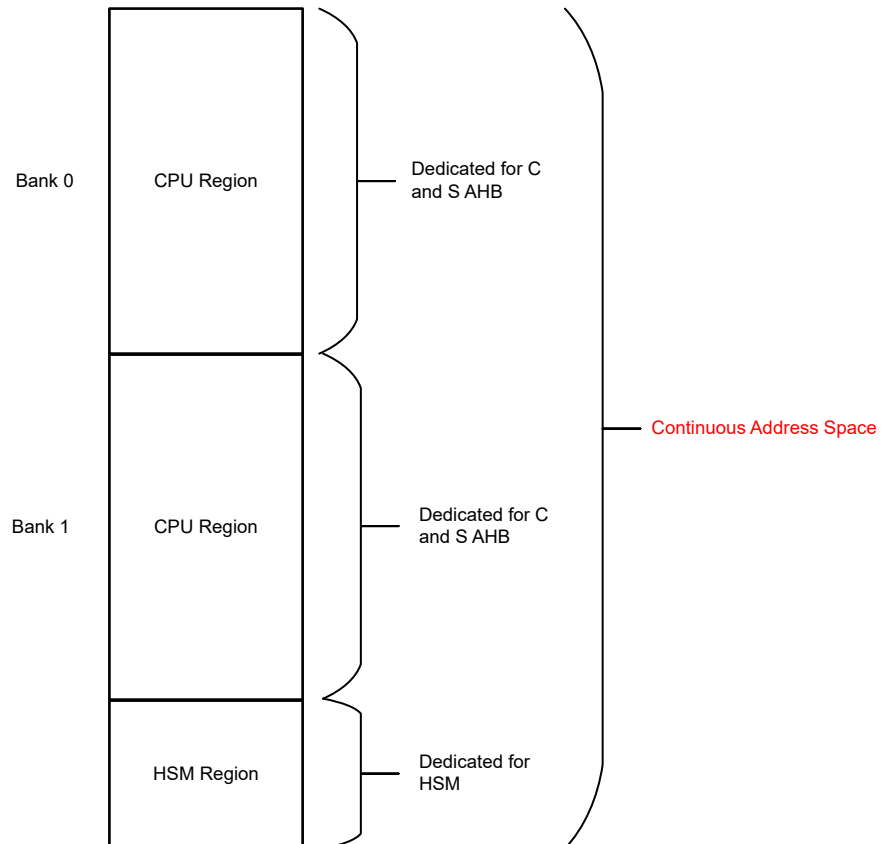 Bank 0
CPU Region
Dedicated for C
and S AHB
Continuous Address Space
Bank 1
CPU Region
Dedicated for C
and S AHB
HSM Region
Dedicated for
HSM